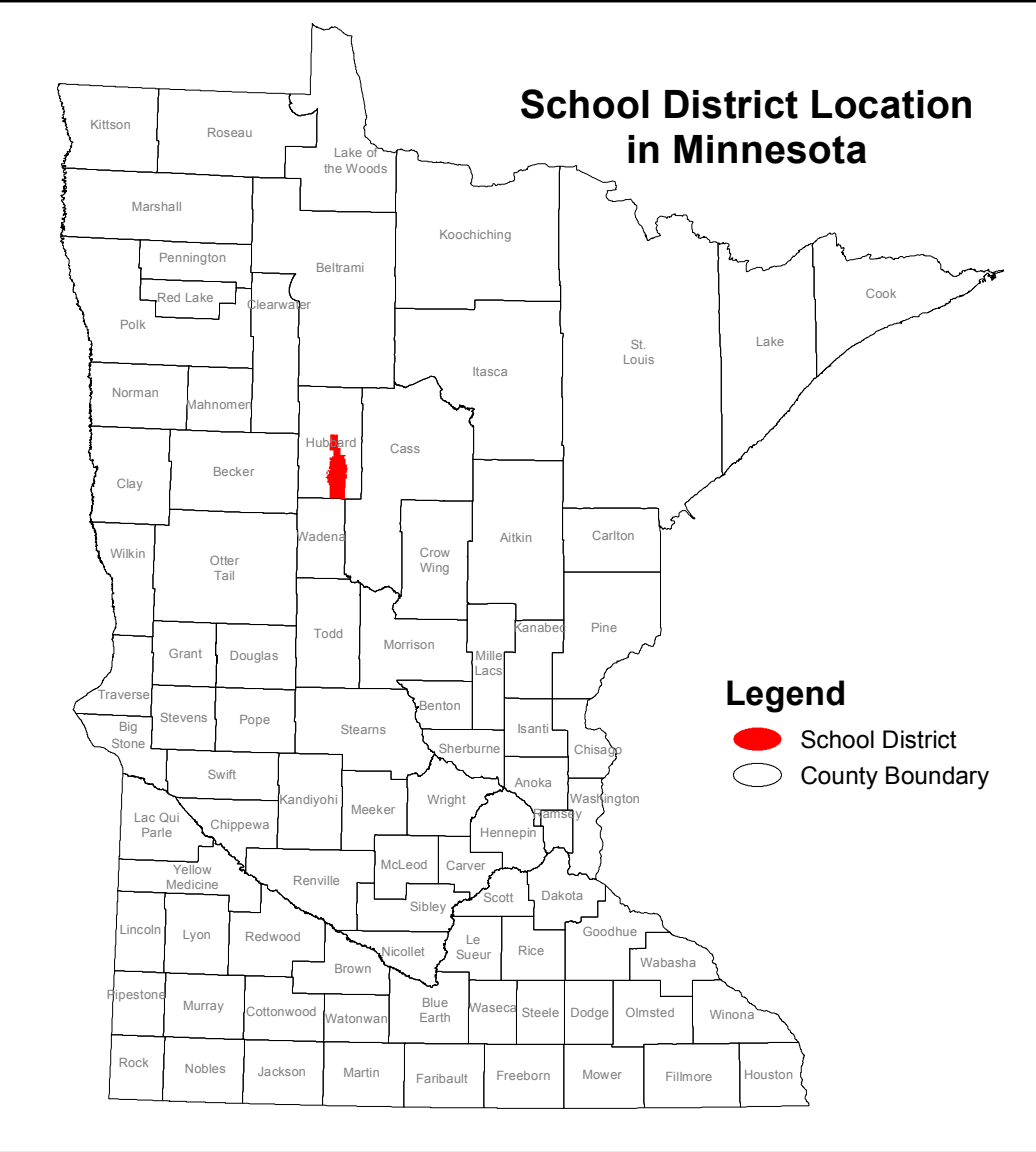 School District Location
in Minnesota
Kittson
Roseau
Lake of
the Woods
Marshall
Koochiching
Pennington
Beltrami
Red Lake
Clearwater
Cook
Polk
St.
Louis
Lake
Itasca
Norman
Mahnomen
Hubbard
Cass
Becker
Clay
Wadena
Aitkin
Carlton
Wilkin
Crow
Wing
Otter
Tail
Todd
Kanabec
Pine
Morrison
Grant
Douglas
Mille
Lacs
Traverse
Benton
Stevens
Pope
Stearns
Isanti
Big
Stone
Sherburne
Chisago
Swift
Anoka
Kandiyohi
Meeker
Wright
Washington
Ramsey
Lac Qui
Parle
Chippewa
Hennepin
McLeod
Carver
Yellow
Medicine
Renville
Scott
Dakota
Sibley
Lincoln
Lyon
Redwood
Goodhue
Le
Sueur
Rice
Nicollet
Brown
Wabasha
Pipestone
Murray
Cottonwood
Watonwan
Blue
Earth
Waseca
Steele
Dodge
Olmsted
Winona
Rock
Nobles
Jackson
Martin
Faribault
Freeborn
Mower
Fillmore
Houston
Legend
School District
County Boundary